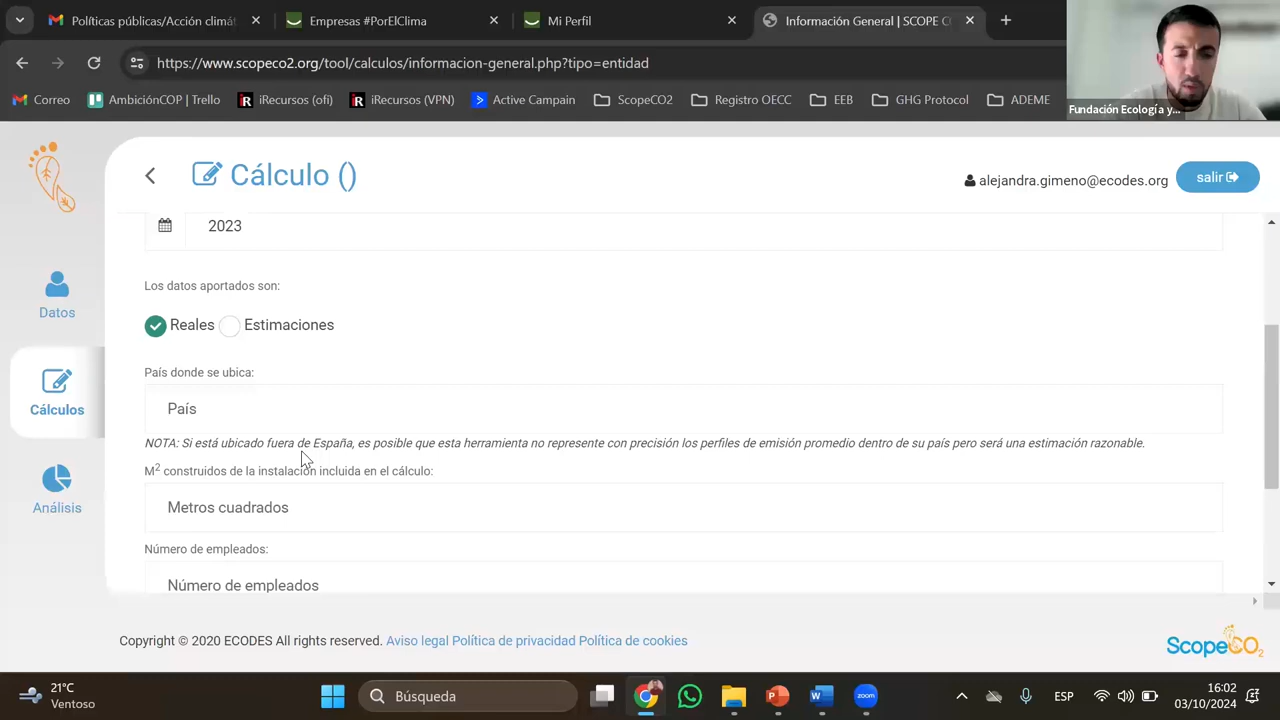 Políticas públicas/Acción climát
Empresas #PorElClima
Mi Perfil
Información General | SCOPE CO
https://www.scopeco2.org/tool/calculos/informacion-general.php?tipo=entidad
Correo
AmbiciónCOP | Trello
iRecursos (ofi)
iRecursos (VPN)
Active Campain
ScopeCO2
Registro OECC
EEB
GHG Protocol
ADEME
Fundación Ecología y...
Cálculo ()
alejandra.gimeno@ecodes.org
salir
Datos
Cálculos
Análisis
2023
Los datos aportados son:
Reales Estimaciones
País donde se ubica:
País
NOTA: Si está ubicado fuera de España, es posible que esta herramienta no represente con precisión los perfiles de emisión promedio dentro de su país pero será una estimación razonable.
M2 construidos de la instalación incluida en el cálculo:
Metros cuadrados
Número de empleados:
Número de empleados
Copyright © 2020 ECODES All rights reserved. Aviso legal Política de privacidad Política de cookies
ScopeCO2
21°C
Ventoso
Búsqueda
zoom
ESP
16:02
03/10/2024